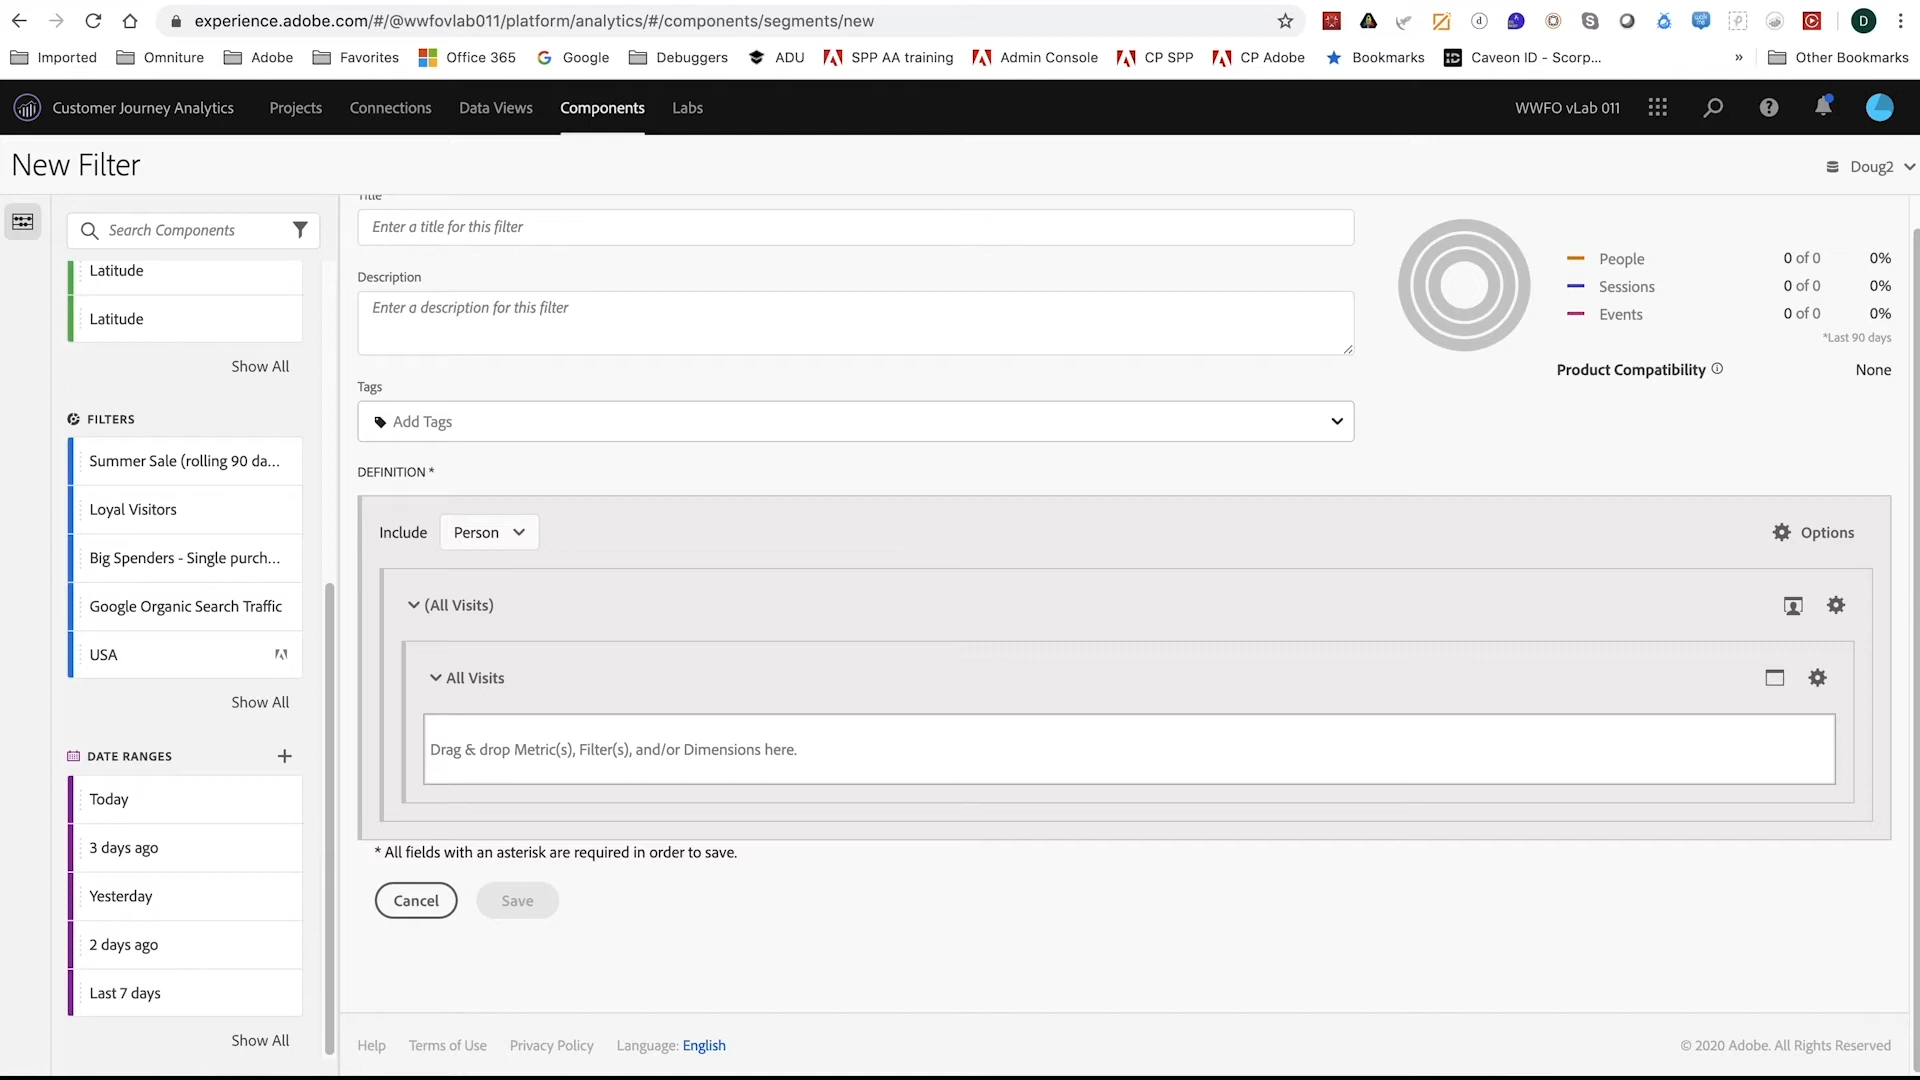 experience.adobe.com/#/@wwfovlab011/platform/analytics/#/components/segments/new
D
Imported Omniture Adobe Favorites Office 365 Google Debuggers ADU SPP AA training Admin Console CP SPP CP Adobe Bookmarks Caveon ID - Scorp... » Other Bookmarks
Customer Journey Analytics Projects Connections Data Views Components Labs WWFO vLab 011
New Filter
Doug2
Search Components
Latitude
Latitude
Show All
FILTERS
Summer Sale (rolling 90 da...
Loyal Visitors
Big Spenders - Single purch...
Google Organic Search Traffic
USA
Show All
DATE RANGES +
Today
3 days ago
Yesterday
2 days ago
Last 7 days
Show All
Title
Enter a title for this filter
Description
Enter a description for this filter
Tags
Add Tags
People 0 of 0 0%
Sessions 0 of 0 0%
Events 0 of 0 0%
*Last 90 days
Product Compatibility None
DEFINITION *
Include Person Options
(All Visits)
All Visits
Drag & drop Metric(s), Filter(s), and/or Dimensions here.
* All fields with an asterisk are required in order to save.
Cancel Save
Help Terms of Use Privacy Policy Language: English
© 2020 Adobe. All Rights Reserved